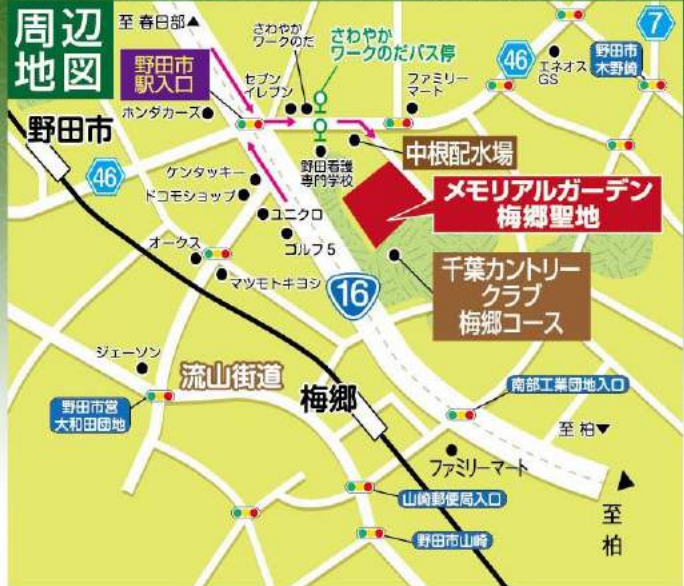 周辺
地図
至 春日部▲
さわやか
ワークのだ
さわやか
ワークのだバス停
46
7
エネオス
GS
野田市
木野崎
野田市
駅入口
セブン
イレブン
ファミリー
マート
ホンダカーズ
野田市
中根配水場
野田看護
専門学校
46
ケンタッキー
ドコモショップ
メモリアルガーデン
梅郷聖地
ユニクロ
オークス
ゴルフ5
千葉カントリー
クラブ
梅郷コース
マツモトキヨシ
16
ジェーソン
流山街道
梅郷
南部工業団地入口
野田市営
大和田団地
至 柏▼
ファミリーマート
山崎郵便局入口
▲
至
柏
野田市山崎